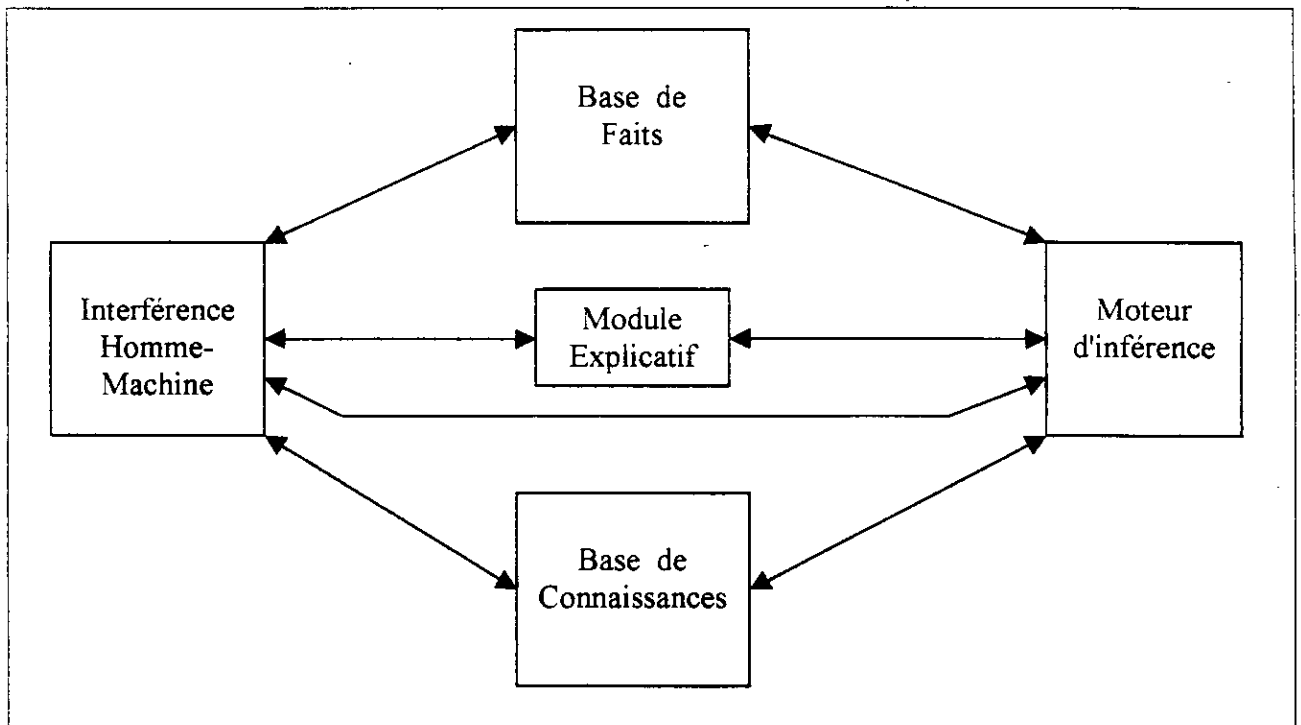 Base de
Faits
Interférence
Homme-
Machine
Module
Explicatif
Moteur
d'inférence
Base de
Connaissances